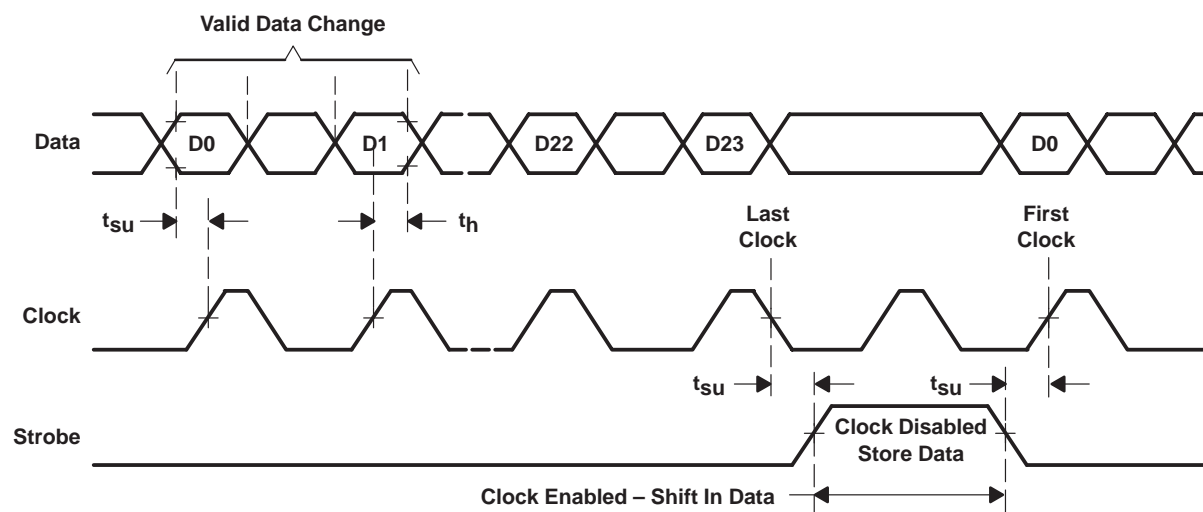 Valid Data Change
Data
D0
D1
D22
D23
D0
tsu
th
Last
Clock
First
Clock
Clock
tsu
tsu
Strobe
Clock Disabled
Store Data
Clock Enabled – Shift In Data